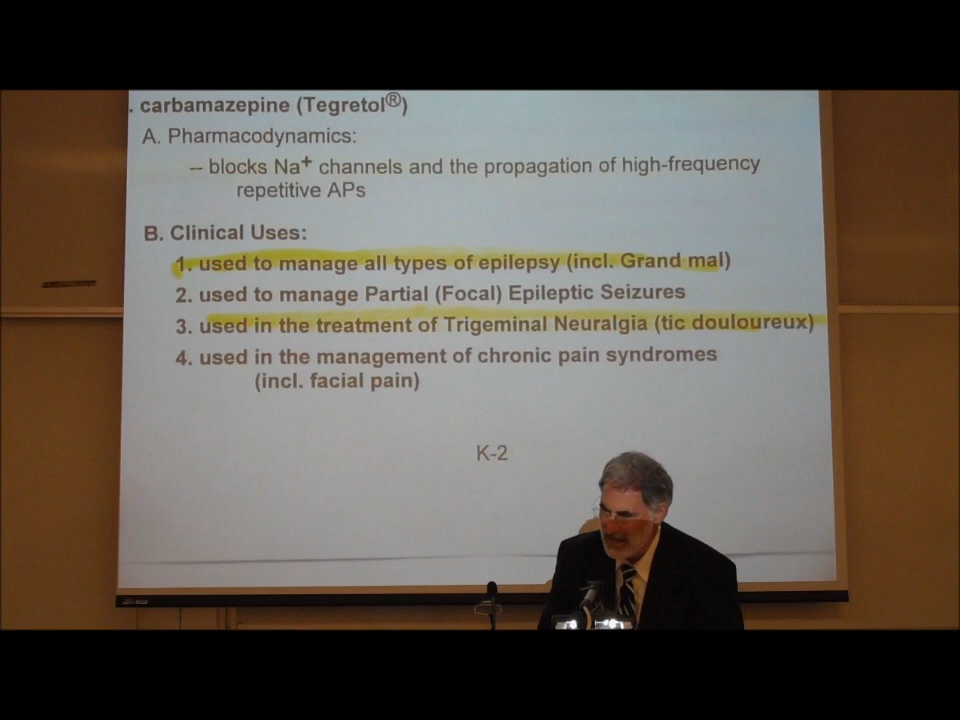 . carbamazepine (Tegretol®)
A. Pharmacodynamics:
-- blocks Na+ channels and the propagation of high-frequency
repetitive APs
B. Clinical Uses:
1. used to manage all types of epilepsy (incl. Grand mal)
2. used to manage Partial (Focal) Epileptic Seizures
3. used in the treatment of Trigeminal Neuralgia (tic douloureux)
4. used in the management of chronic pain syndromes
(incl. facial pain)
K-2